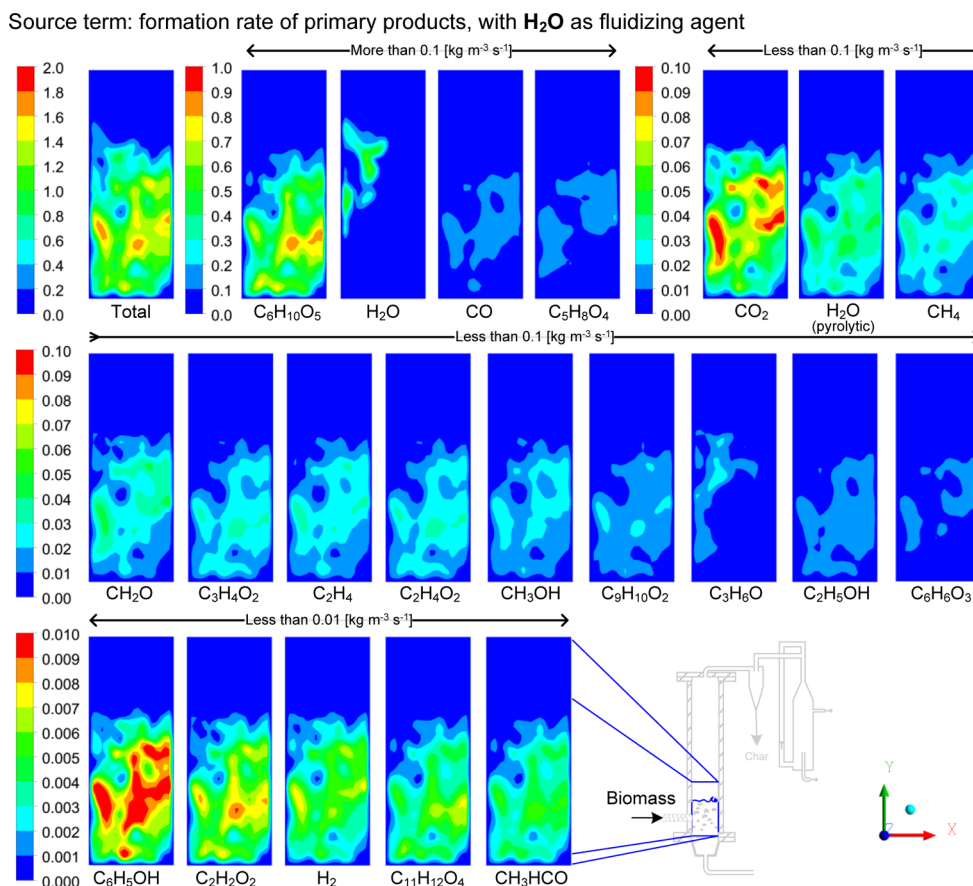 Source term: formation rate of primary products, with H₂O as fluidizing agent
More than 0.1 [kg m⁻³ s⁻¹]
Less than 0.1 [kg m⁻³ s⁻¹]
2.0
1.8
1.6
1.4
1.2
1.0
0.8
0.6
0.4
0.2
0.0
1.0
0.9
0.8
0.7
0.6
0.5
0.4
0.3
0.2
0.1
0.0
0.10
0.09
0.08
0.07
0.06
0.05
0.04
0.03
0.02
0.01
0.00
Total
C₆H₁₀O₅
H₂O
CO
C₅H₈O₄
CO₂
H₂O
(pyrolytic)
CH₄
Less than 0.1 [kg m⁻³ s⁻¹]
0.10
0.09
0.08
0.07
0.06
0.05
0.04
0.03
0.02
0.01
0.00
CH₂O
C₃H₄O₂
C₂H₄
C₂H₄O₂
CH₃OH
C₉H₁₀O₂
C₃H₆O
C₂H₅OH
C₆H₆O₃
Less than 0.01 [kg m⁻³ s⁻¹]
0.010
0.009
0.008
0.007
0.006
0.005
0.004
0.003
0.002
0.001
0.000
C₆H₅OH
C₂H₂O₂
H₂
C₁₁H₁₂O₄
CH₃HCO
Char
Biomass
Y
Z
X